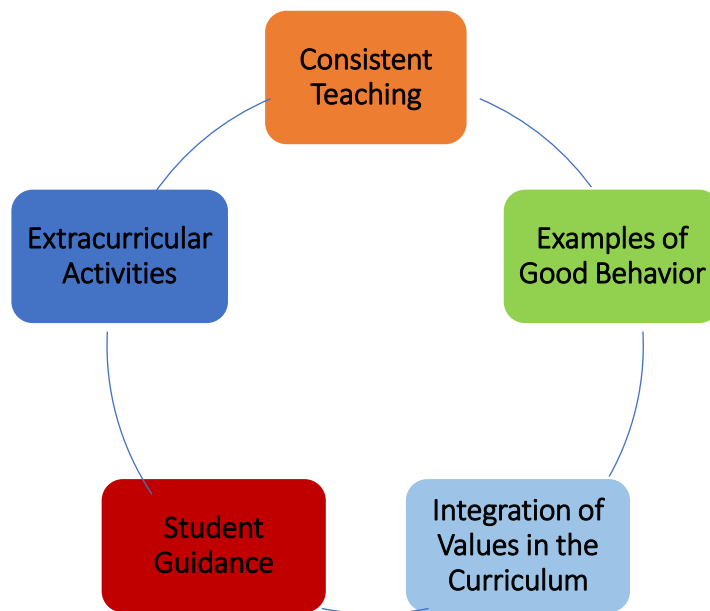 Consistent
Teaching
Examples of
Good Behavior
Integration of
Values in the
Curriculum
Student
Guidance
Extracurricular
Activities